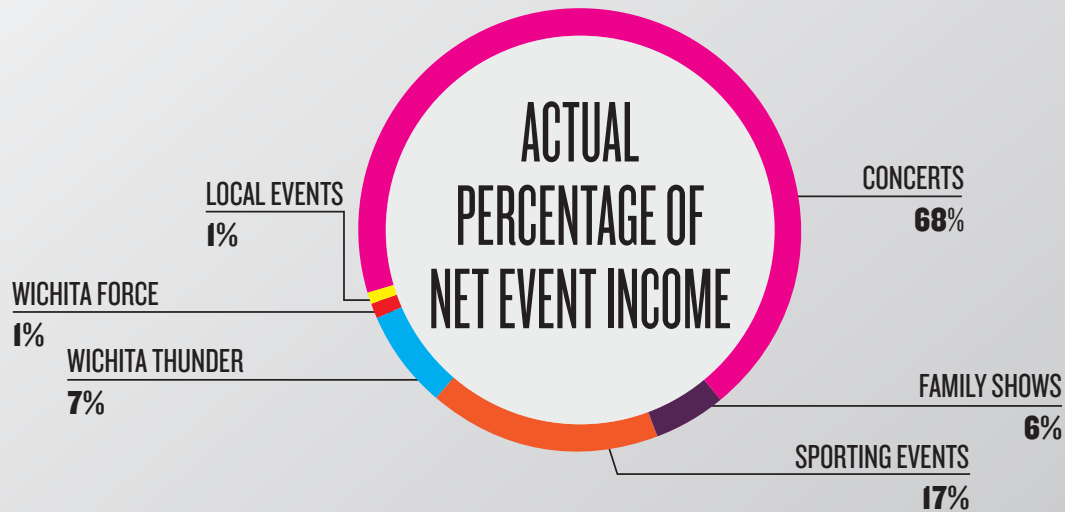 ACTUAL
PERCENTAGE OF
NET EVENT INCOME
CONCERTS
68%
FAMILY SHOWS
6%
SPORTING EVENTS
17%
WICHITA THUNDER
7%
WICHITA FORCE
1%
LOCAL EVENTS
1%